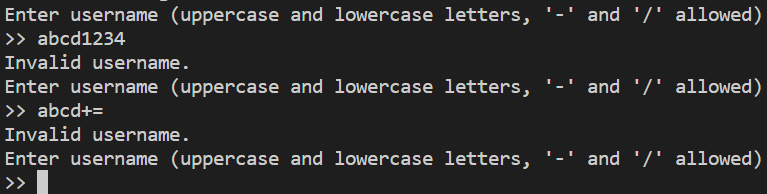 Enter username (uppercase and lowercase letters, '-' and '/' allowed)
>> abcd1234
Invalid username.
Enter username (uppercase and lowercase letters, '-' and '/' allowed)
>> abcd+=
Invalid username.
Enter username (uppercase and lowercase letters, '-' and '/' allowed)
>>